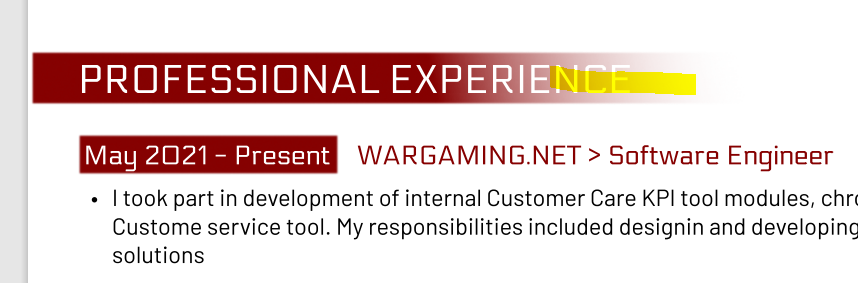 PROFESSIONAL EXPERIENCE
May 2021 – Present WARGAMING.NET > Software Engineer
• I took part in development of internal Customer Care KPI tool modules,
Custome service tool. My responsibilities included designin and developing
solutions